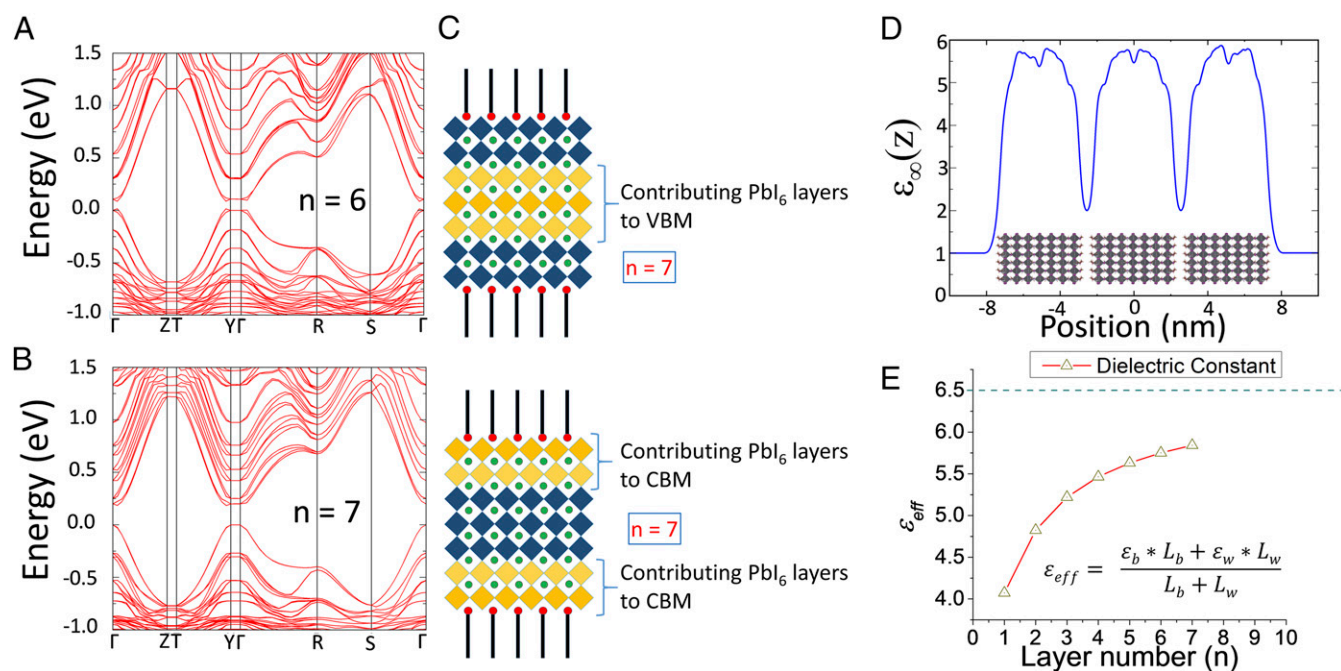 A
Energy (eV)
1.5
1.0
0.5
0.0
-0.5
-1.0
n = 6
Γ ZT YΓ R S Γ
B
Energy (eV)
1.5
1.0
0.5
0.0
-0.5
-1.0
n = 7
Γ ZT YΓ R S Γ
C
Contributing PbI₆ layers
to VBM
n = 7
Contributing PbI₆ layers
to CBM
n = 7
Contributing PbI₆ layers
to CBM
D
ε∞(z)
6
5
4
3
2
1
0
-8 -4 0 4 8
Position (nm)
E
Dielectric Constant
εeff
6.5
6.0
5.5
5.0
4.5
4.0
εeff = (εb * Lb + εw * Lw) / (Lb + Lw)
0 1 2 3 4 5 6 7 8 9 10
Layer number (n)